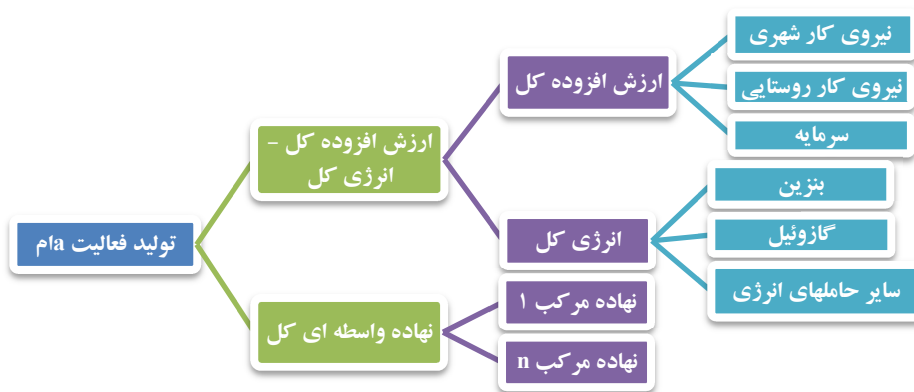 تولید فعالیت aام
ارزش افزوده کل –
انرژی کل
نهاده واسطه ای کل
ارزش افزوده کل
انرژی کل
نهاده مرکب ۱
نهاده مرکب n
نیروی کار شهری
نیروی کار روستایی
سرمایه
بنزین
گازوئیل
سایر حاملهای انرژی